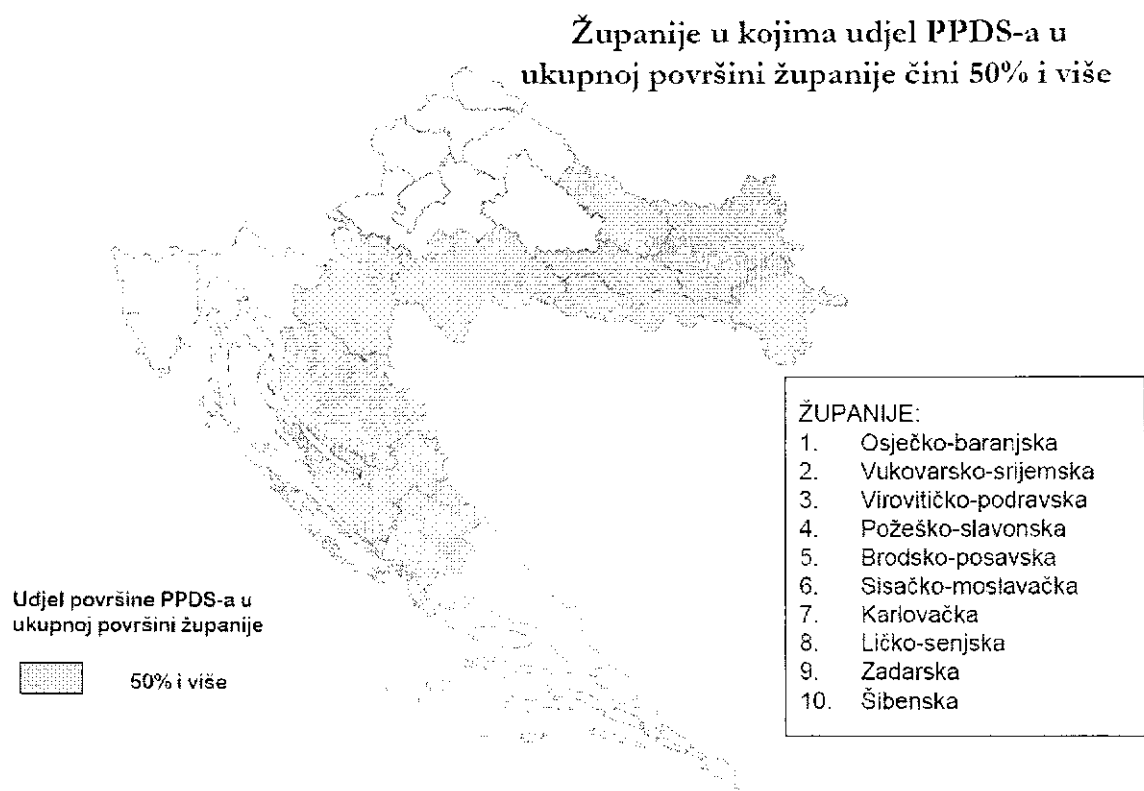 Županije u kojima udjel PPDS-a u
ukupnoj površini županije čini 50% i više
ŽUPANIJE:
1. Osječko-baranjska
2. Vukovarsko-srijemska
3. Virovitičko-podravska
4. Požeško-slavonska
5. Brodsko-posavska
6. Sisačko-moslavačka
7. Karlovačka
8. Ličko-senjska
9. Zadarska
10. Šibenska
Udjel površine PPDS-a u
ukupnoj površini županije
50% i više